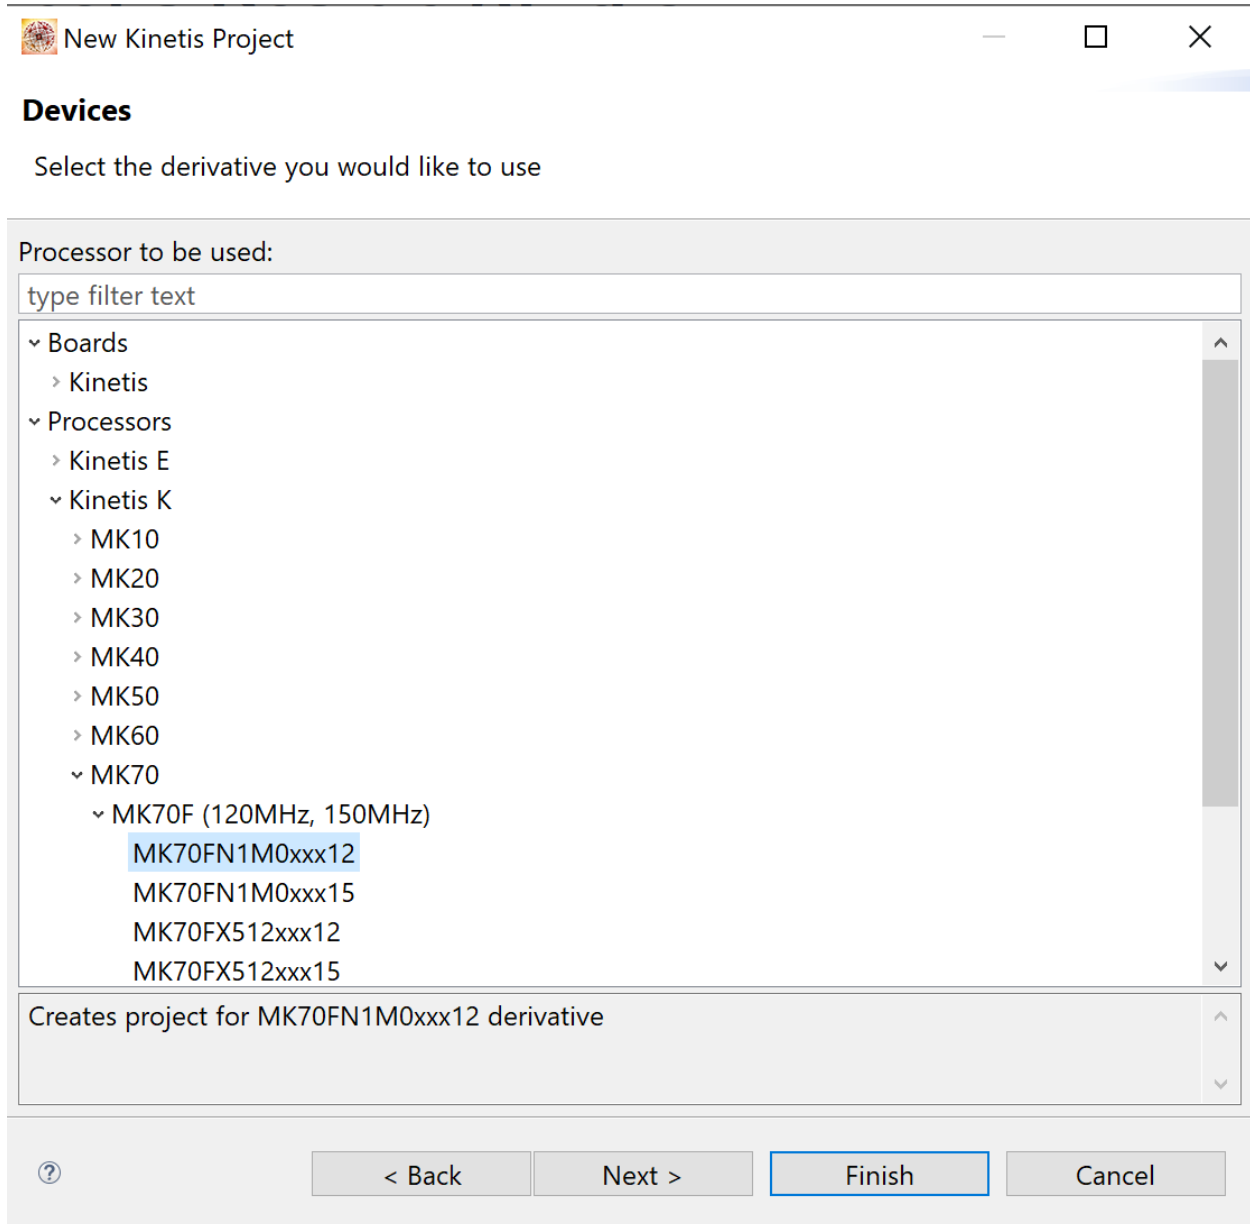 New Kinetis Project
Devices
Select the derivative you would like to use
Processor to be used:
type filter text
Boards
Kinetis
Processors
Kinetis E
Kinetis K
MK10
MK20
MK30
MK40
MK50
MK60
MK70
MK70F (120MHz, 150MHz)
MK70FN1M0xxx12
MK70FN1M0xxx15
MK70FX512xxx12
MK70FX512xxx15
Creates project for MK70FN1M0xxx12 derivative
< Back Next > Finish Cancel